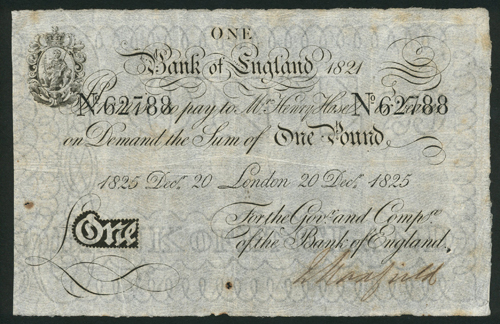 ONE
Bank of England 1821
No 62788 to pay to Mr. Henry Hase No 62788
on Demand the Sum of One Pound
1825 Decr. 20 London 20 Decr. 1825
For the Govr. and Compa. of the Bank of England.
One